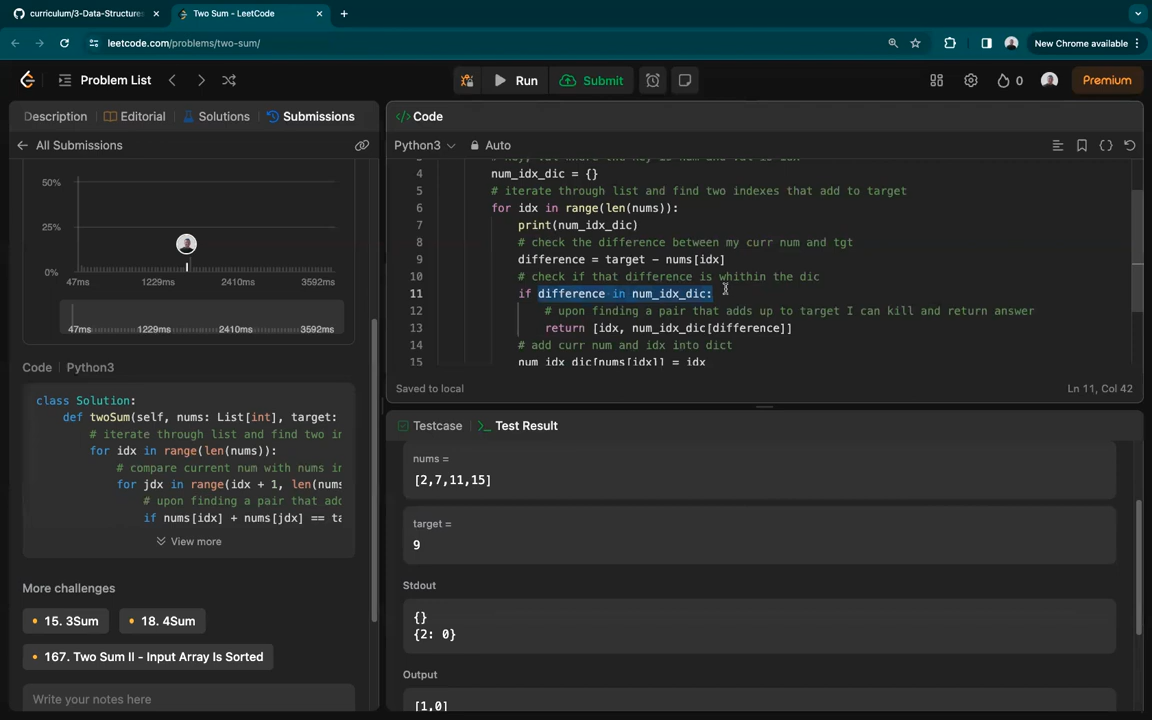 curriculum/3-Data-Structures
Two Sum - LeetCode
leetcode.com/problems/two-sum/
New Chrome available
Problem List
Run
Submit
0
Premium
Description
Editorial
Solutions
Submissions
All Submissions
50%
25%
0%
47ms
1229ms
2410ms
3592ms
47ms
1229ms
2410ms
3592ms
Code
Python3
class Solution:
def twoSum(self, nums: List[int], target:
# iterate through list and find two in
for idx in range(len(nums)):
# compare current num with nums in
for jdx in range(idx + 1, len(nums
# upon finding a pair that add
if nums[idx] + nums[jdx] == ta
View more
More challenges
15. 3Sum
18. 4Sum
167. Two Sum II - Input Array Is Sorted
Write your notes here
</> Code
Python3
Auto
4 num_idx_dic = {}
5 # iterate through list and find two indexes that add to target
6 for idx in range(len(nums)):
7 print(num_idx_dic)
8 # check the difference between my curr num and tgt
9 difference = target - nums[idx]
10 # check if that difference is whithin the dic
11 if difference in num_idx_dic:
12 # upon finding a pair that adds up to target I can kill and return answer
13 return [idx, num_idx_dic[difference]]
14 # add curr num and idx into dict
15 num_idx_dic[nums[idx]] = idx
Saved to local
Ln 11, Col 42
Testcase
Test Result
nums =
[2,7,11,15]
target =
9
Stdout
{}
{2: 0}
Output
[1,0]